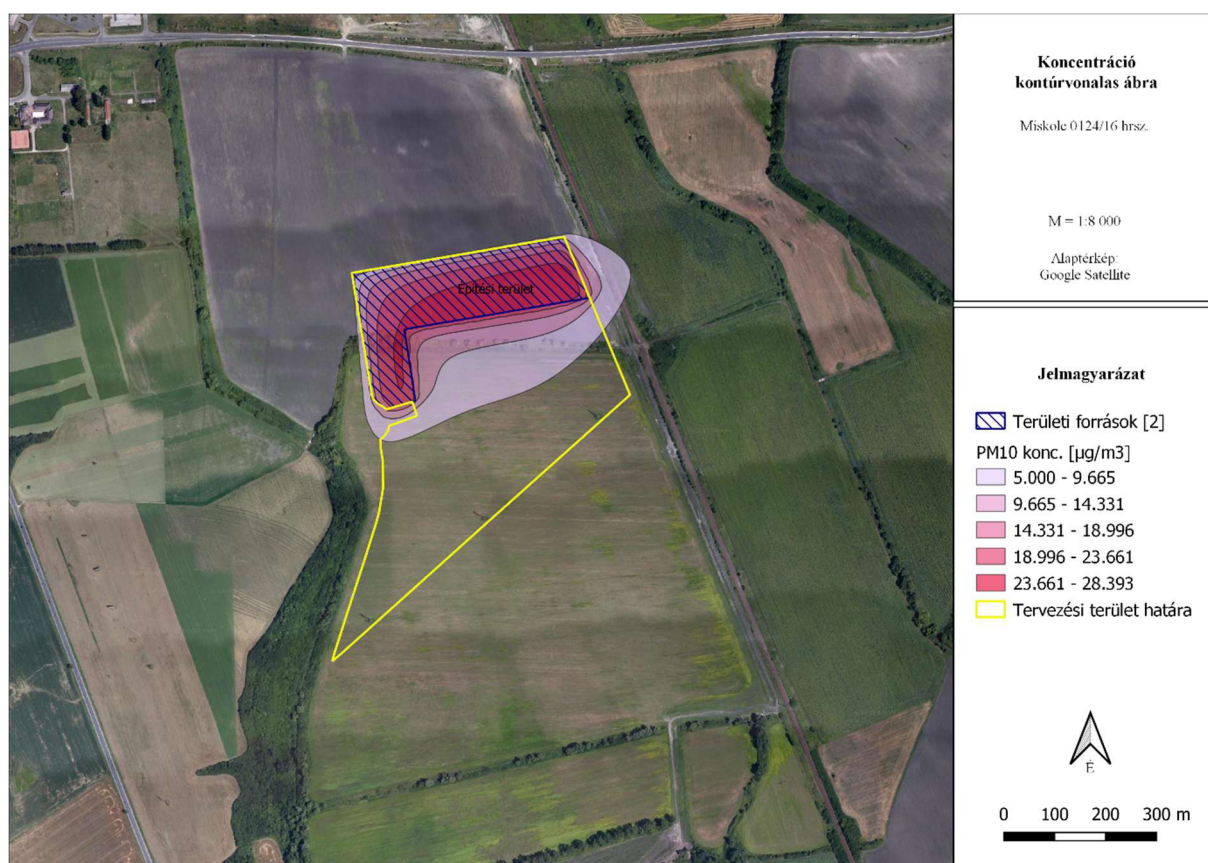 Koncentráció
kontúrvonalas ábra
Miskolc 0124/16 hrsz.
M = 1:8 000
Alaptérkép:
Google Satellite
Építési terület
Jelmagyarázat
Területi források [2]
PM10 konc. [µg/m3]
5.000 - 9.665
9.665 - 14.331
14.331 - 18.996
18.996 - 23.661
23.661 - 28.393
Tervezési terület határa
É
0 100 200 300 m